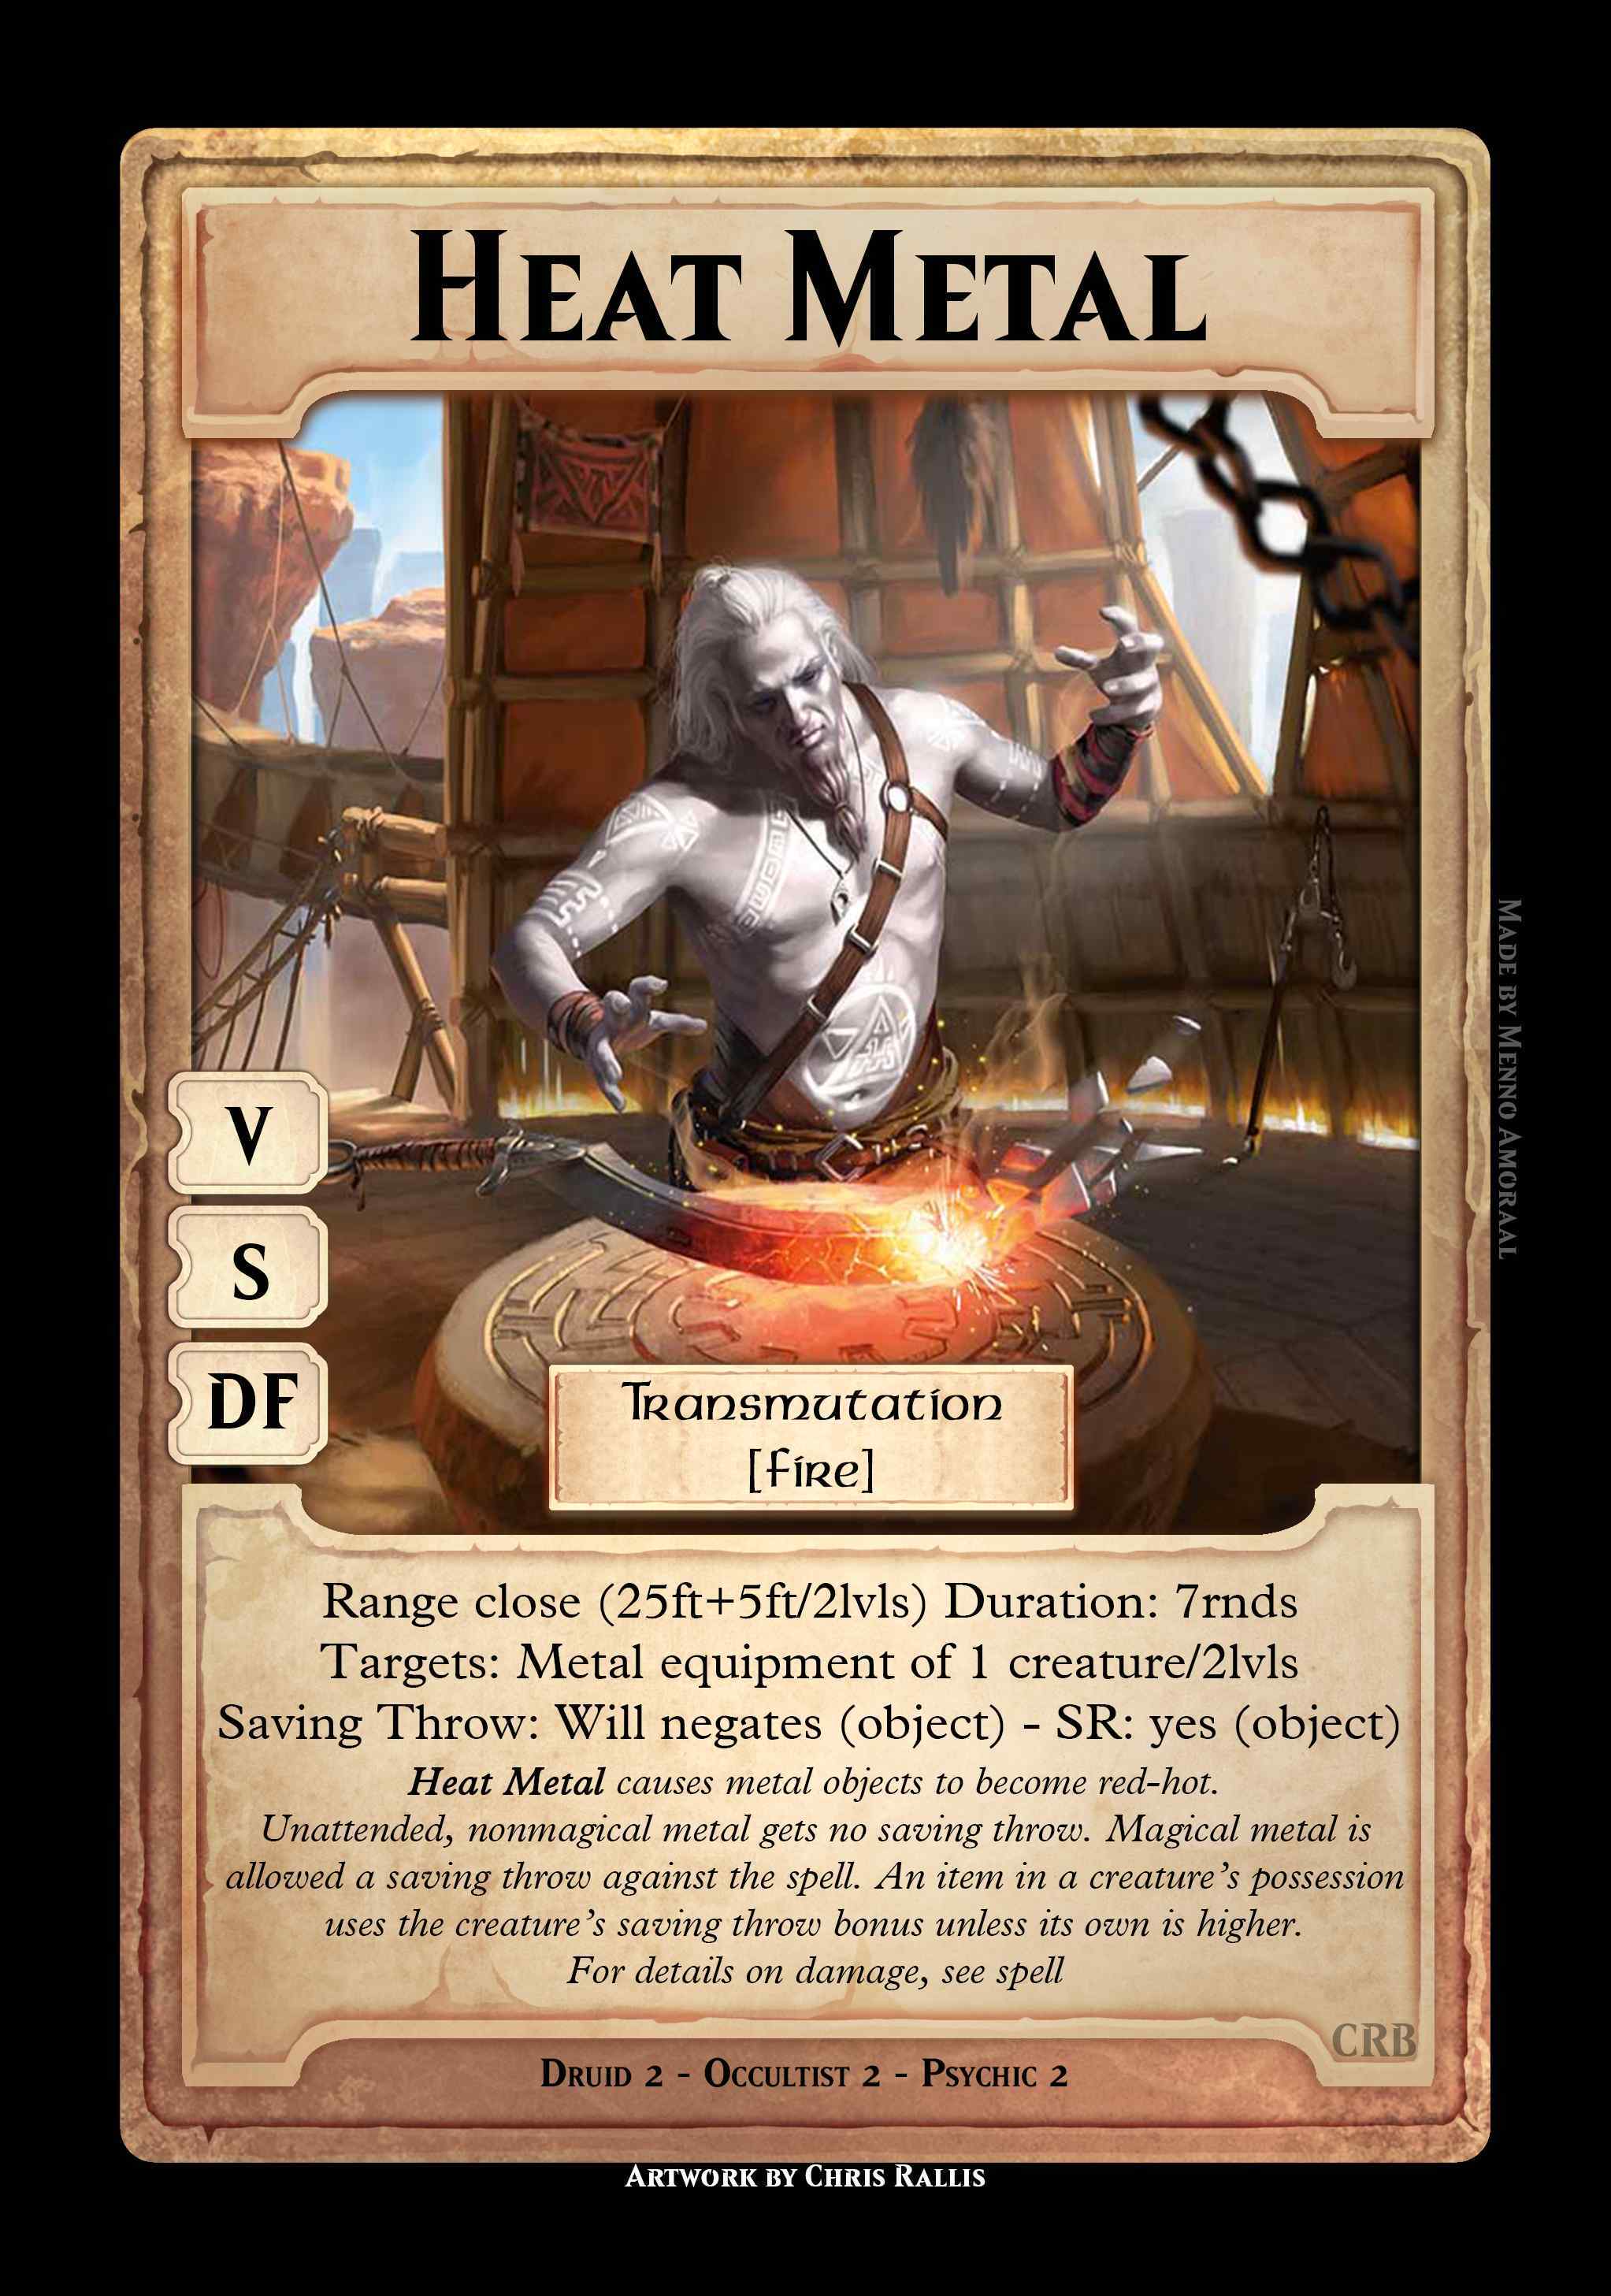 Heat Metal
V
S
DF
Transmutation
[Fire]
Range close (25ft+5ft/2lvls) Duration: 7rnds
Targets: Metal equipment of 1 creature/2lvls
Saving Throw: Will negates (object) - SR: yes (object)
Heat Metal causes metal objects to become red-hot.
Unattended, nonmagical metal gets no saving throw. Magical metal is
allowed a saving throw against the spell. An item in a creature's possession
uses the creature's saving throw bonus unless its own is higher.
For details on damage, see spell
CRB
Druid 2 - Occultist 2 - Psychic 2
Artwork by Chris Rallis
Made by Menno Amoraal